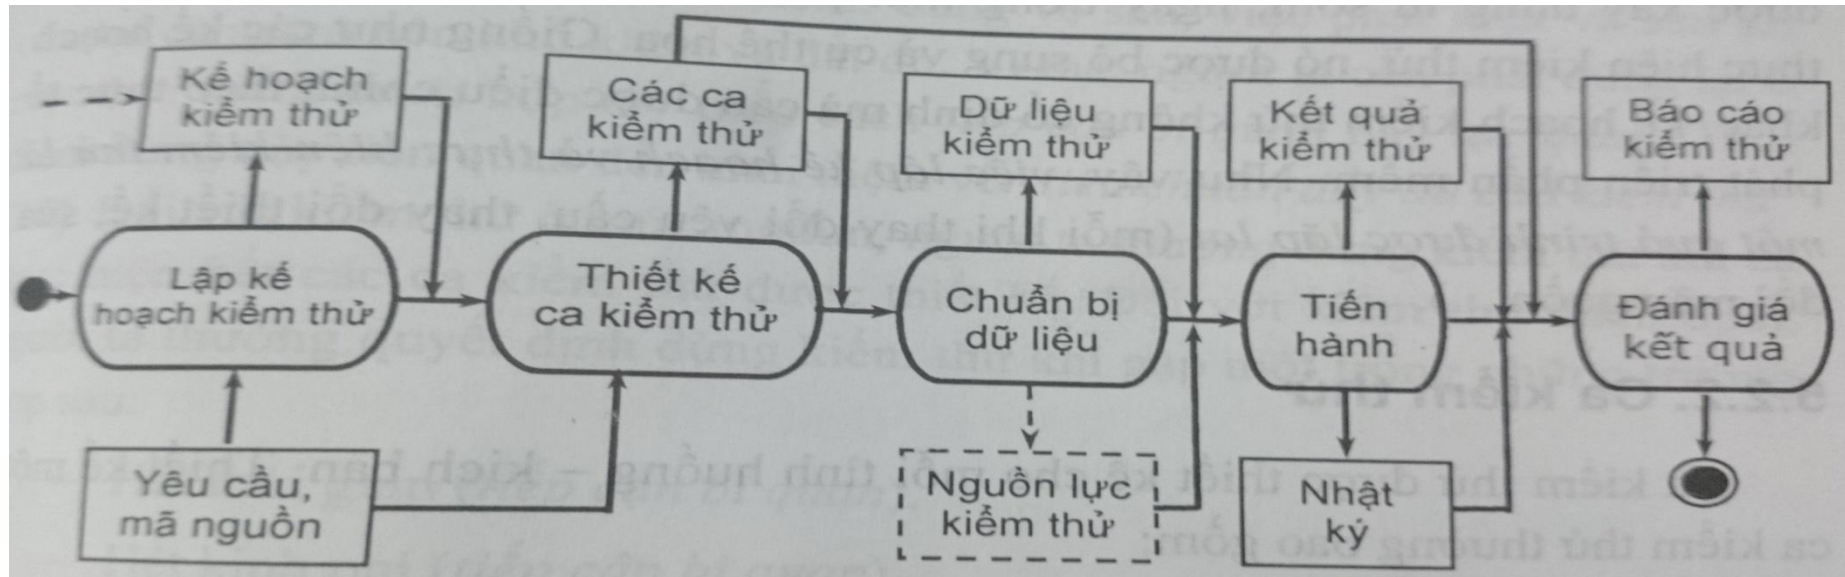 Kế hoạch
kiểm thử
Các ca
kiểm thử
Dữ liệu
kiểm thử
Kết quả
kiểm thử
Báo cáo
kiểm thử
Lập kế
hoạch kiểm thử
Thiết kế
ca kiểm thử
Chuẩn bị
dữ liệu
Tiến
hành
Đánh giá
kết quả
Yêu cầu,
mã nguồn
Nguồn lực
kiểm thử
Nhật
ký